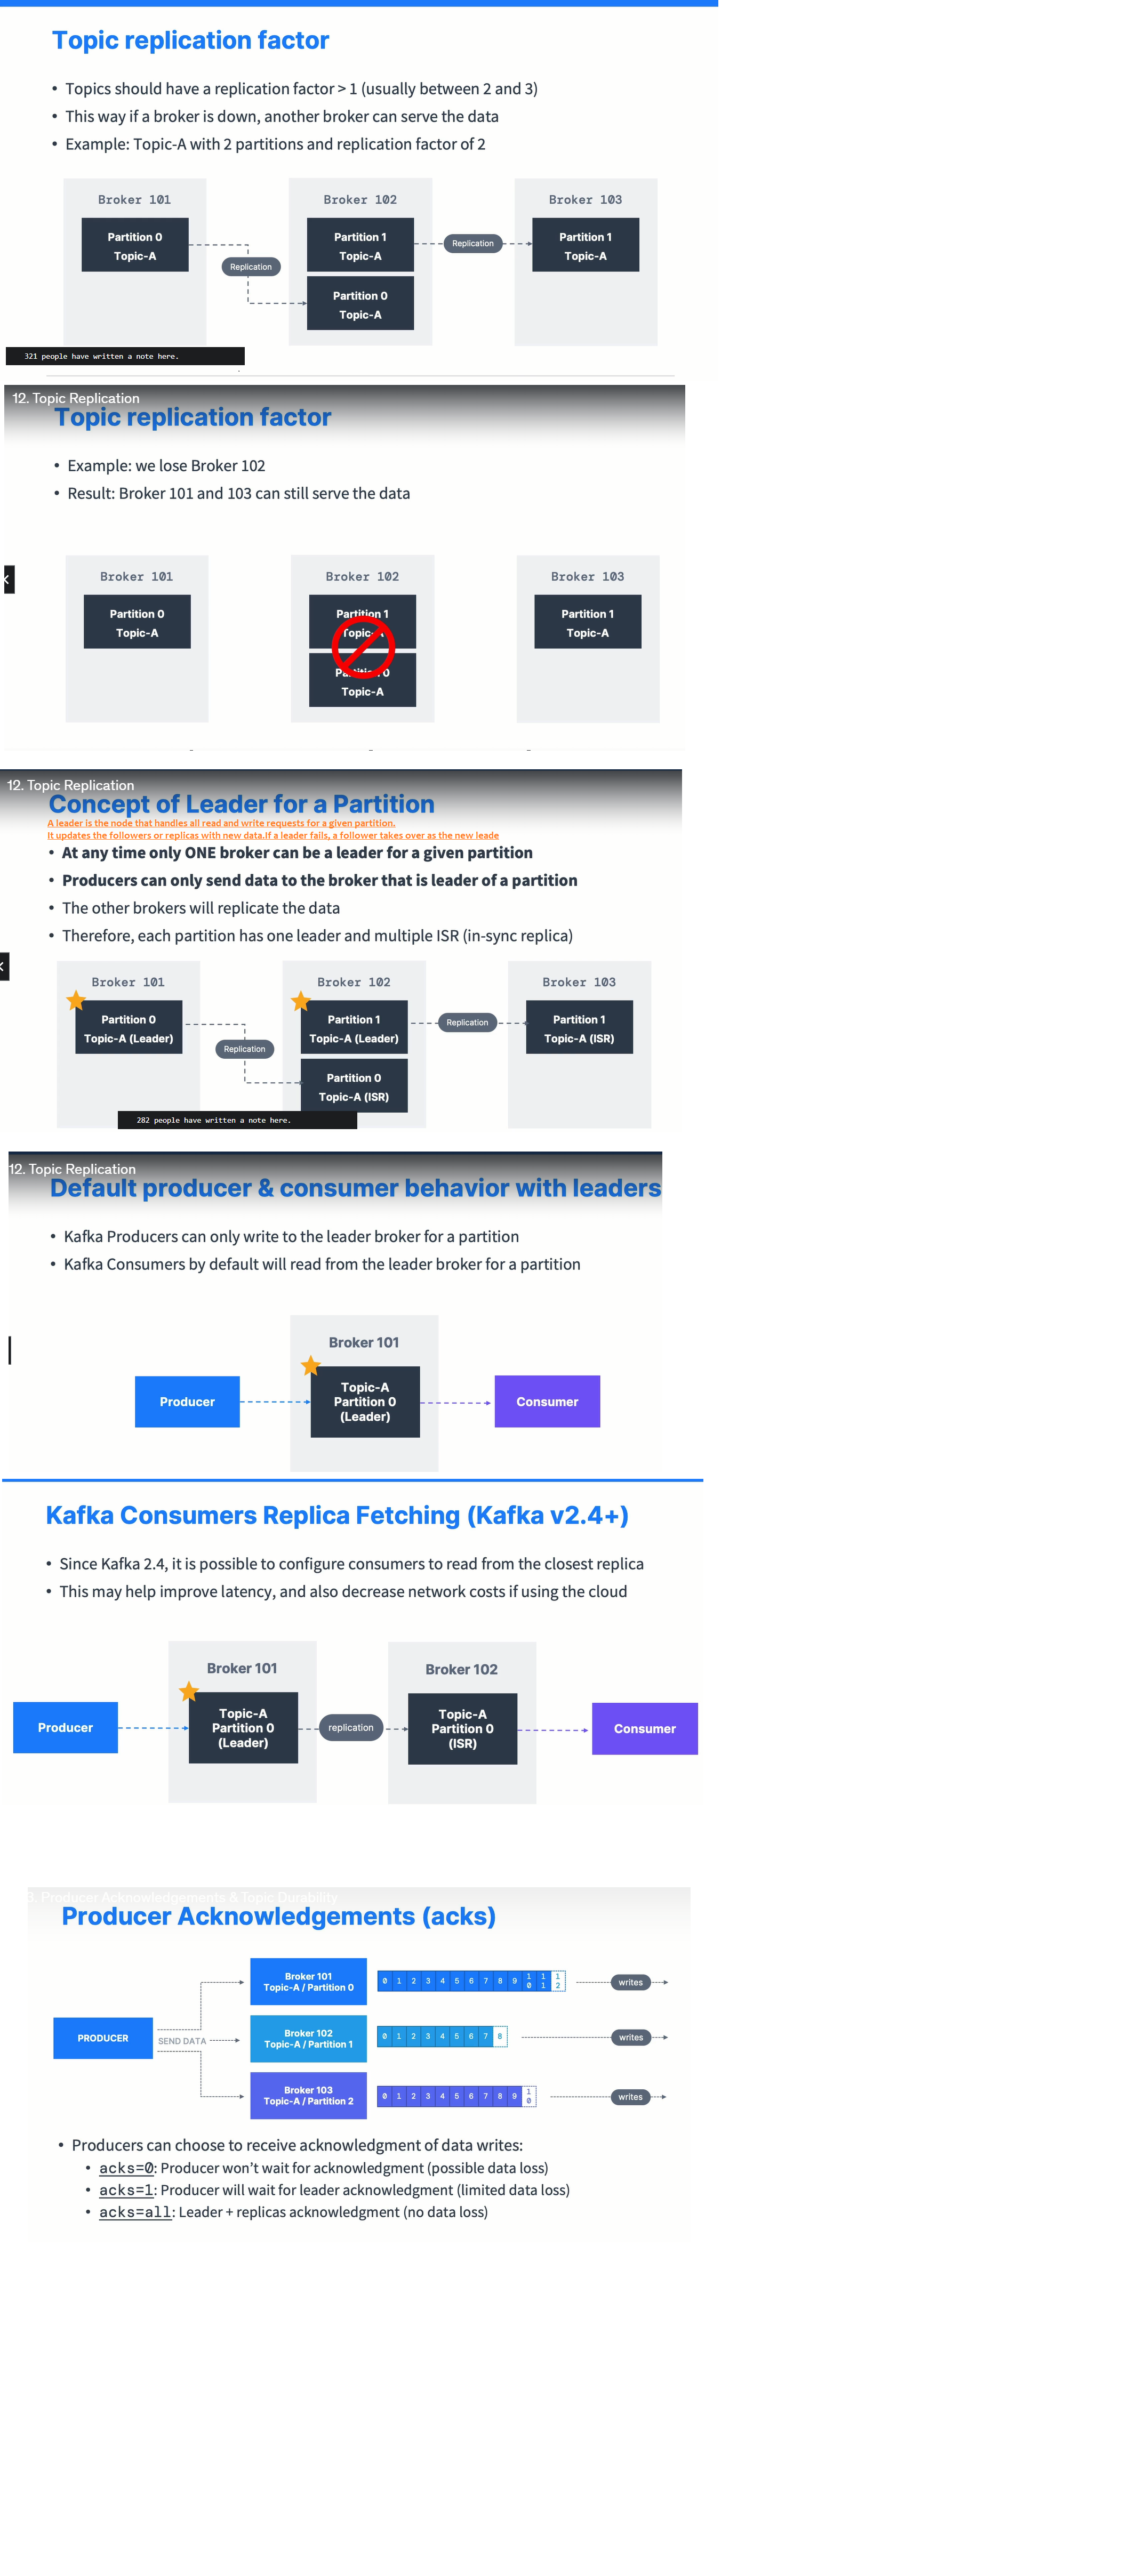 Topic replication factor
• Topics should have a replication factor > 1 (usually between 2 and 3)
• This way if a broker is down, another broker can serve the data
• Example: Topic-A with 2 partitions and replication factor of 2
Broker 101
Partition 0
Topic-A
Replication
Broker 102
Partition 1
Topic-A
Partition 0
Topic-A
Replication
Broker 103
Partition 1
Topic-A
321 people have written a note here.
12. Topic Replication
Topic replication factor
• Example: we lose Broker 102
• Result: Broker 101 and 103 can still serve the data
Broker 101
Partition 0
Topic-A
Broker 102
Partition 1
Topic-A
Partition 0
Topic-A
Broker 103
Partition 1
Topic-A
12. Topic Replication
Concept of Leader for a Partition
A leader is the node that handles all read and write requests for a given partition.
It updates the followers or replicas with new data.If a leader fails, a follower takes over as the new leade
• At any time only ONE broker can be a leader for a given partition
• Producers can only send data to the broker that is leader of a partition
• The other brokers will replicate the data
• Therefore, each partition has one leader and multiple ISR (in-sync replica)
Broker 101
Partition 0
Topic-A (Leader)
Replication
Broker 102
Partition 1
Topic-A (Leader)
Partition 0
Topic-A (ISR)
Replication
Broker 103
Partition 1
Topic-A (ISR)
282 people have written a note here.
12. Topic Replication
Default producer & consumer behavior with leaders
• Kafka Producers can only write to the leader broker for a partition
• Kafka Consumers by default will read from the leader broker for a partition
Broker 101
Producer
Topic-A
Partition 0
(Leader)
Consumer
Kafka Consumers Replica Fetching (Kafka v2.4+)
• Since Kafka 2.4, it is possible to configure consumers to read from the closest replica
• This may help improve latency, and also decrease network costs if using the cloud
Producer
Broker 101
Topic-A
Partition 0
(Leader)
replication
Broker 102
Topic-A
Partition 0
(ISR)
Consumer
3. Producer Acknowledgements & Topic Durability
Producer Acknowledgements (acks)
PRODUCER
SEND DATA
Broker 101
Topic-A / Partition 0
0 1 2 3 4 5 6 7 8 9 10 11 12
writes
Broker 102
Topic-A / Partition 1
0 1 2 3 4 5 6 7 8
writes
Broker 103
Topic-A / Partition 2
0 1 2 3 4 5 6 7 8 9 10
writes
• Producers can choose to receive acknowledgment of data writes:
• acks=0: Producer won't wait for acknowledgment (possible data loss)
• acks=1: Producer will wait for leader acknowledgment (limited data loss)
• acks=all: Leader + replicas acknowledgment (no data loss)